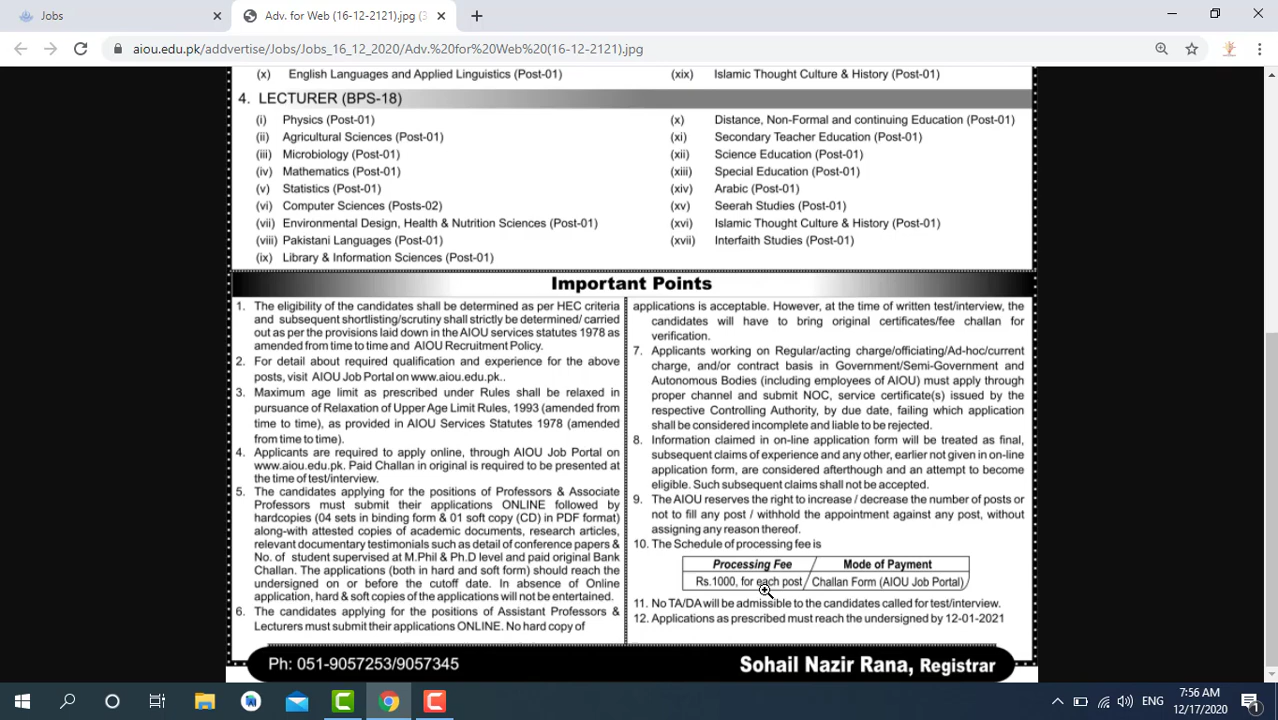 Jobs
Adv. for Web (16-12-2121).jpg (3
aiou.edu.pk/addvertise/Jobs/Jobs_16_12_2020/Adv.%20for%20Web%20(16-12-2121).jpg
(x) English Languages and Applied Linguistics (Post-01)
(xix) Islamic Thought Culture & History (Post-01)
4. LECTURER (BPS-18)
(i) Physics (Post-01)
(ii) Agricultural Sciences (Post-01)
(iii) Microbiology (Post-01)
(iv) Mathematics (Post-01)
(v) Statistics (Post-01)
(vi) Computer Sciences (Posts-02)
(vii) Environmental Design, Health & Nutrition Sciences (Post-01)
(viii) Pakistani Languages (Post-01)
(ix) Library & Information Sciences (Post-01)
(x) Distance, Non-Formal and continuing Education (Post-01)
(xi) Secondary Teacher Education (Post-01)
(xii) Science Education (Post-01)
(xiii) Special Education (Post-01)
(xiv) Arabic (Post-01)
(xv) Seerah Studies (Post-01)
(xvi) Islamic Thought Culture & History (Post-01)
(xvii) Interfaith Studies (Post-01)
Important Points
1. The eligibility of the candidates shall be determined as per HEC criteria
and subsequent shortlisting/scrutiny shall strictly be determined/ carried
out as per the provisions laid down in the AIOU services statutes 1978 as
amended from time to time and AIOU Recruitment Policy.
2. For detail about required qualification and experience for the above
posts, visit AIOU Job Portal on www.aiou.edu.pk..
3. Maximum age limit as prescribed under Rules shall be relaxed in
pursuance of Relaxation of Upper Age Limit Rules, 1993 (amended from
time to time), as provided in AIOU Services Statutes 1978 (amended
from time to time).
4. Applicants are required to apply online, through AIOU Job Portal on
www.aiou.edu.pk. Paid Challan in original is required to be presented at
the time of test/interview.
5. The candidates applying for the positions of Professors & Associate
Professors must submit their applications ONLINE followed by
hardcopies (04 sets in binding form & 01 soft copy (CD) in PDF format)
along-with attested copies of academic documents, research articles,
relevant documentary testimonials such as detail of conference papers &
No. of student supervised at M.Phil & Ph.D level and paid original Bank
Challan. The applications (both in hard and soft form) should reach the
undersigned on or before the cutoff date. In absence of Online
application, hard & soft copies of the applications will not be entertained.
6. The candidates applying for the positions of Assistant Professors &
Lecturers must submit their applications ONLINE. No hard copy of
applications is acceptable. However, at the time of written test/interview, the
candidates will have to bring original certificates/fee challan for
verification.
7. Applicants working on Regular/acting charge/officiating/Ad-hoc/current
charge, and/or contract basis in Government/Semi-Government and
Autonomous Bodies (including employees of AIOU) must apply through
proper channel and submit NOC, service certificate(s) issued by the
respective Controlling Authority, by due date, failing which application
shall be considered incomplete and liable to be rejected.
8. Information claimed in on-line application form will be treated as final,
subsequent claims of experience and any other, earlier not given in on-line
application form, are considered afterthough and an attempt to become
eligible. Such subsequent claims shall not be accepted.
9. The AIOU reserves the right to increase / decrease the number of posts or
not to fill any post / withhold the appointment against any post, without
assigning any reason thereof.
10. The Schedule of processing fee is
Processing Fee Mode of Payment
Rs.1000, for each post Challan Form (AIOU Job Portal)
11. No TA/DA will be admissible to the candidates called for test/interview.
12. Applications as prescribed must reach the undersigned by 12-01-2021
Ph: 051-9057253/9057345
Sohail Nazir Rana, Registrar
ENG
7:56 AM
12/17/2020
1